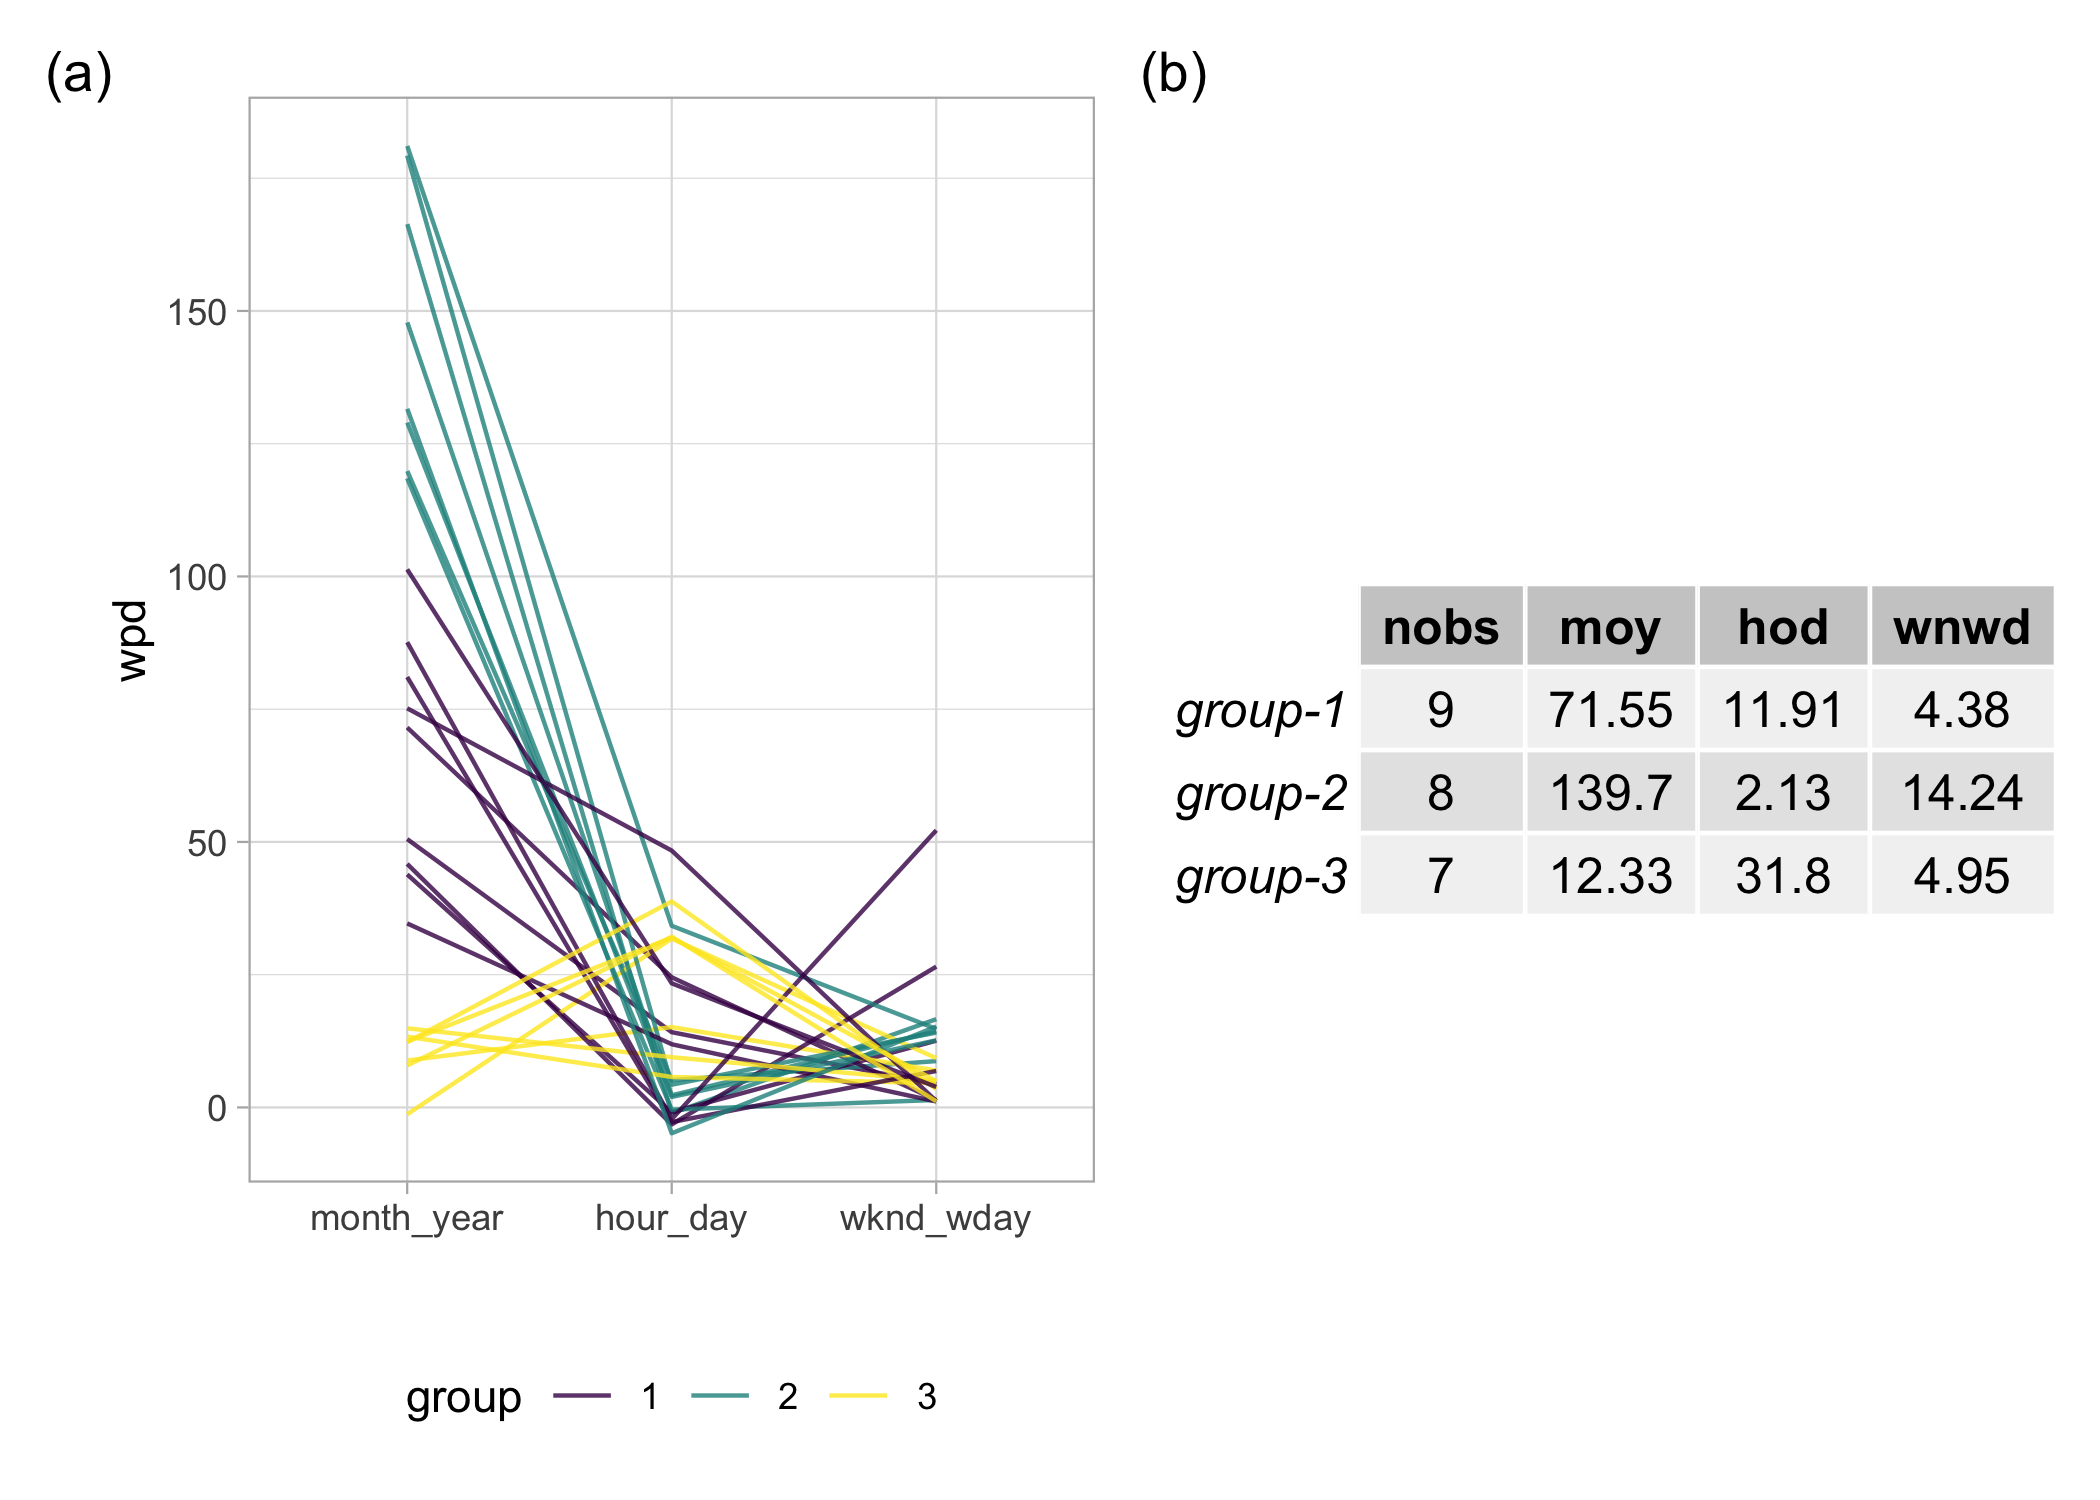 (a)
wpd
150
100
50
0
month_year hour_day wknd_wday
group 1 2 3
(b)
nobs moy hod wnwd
group-1 9 71.55 11.91 4.38
group-2 8 139.7 2.13 14.24
group-3 7 12.33 31.8 4.95